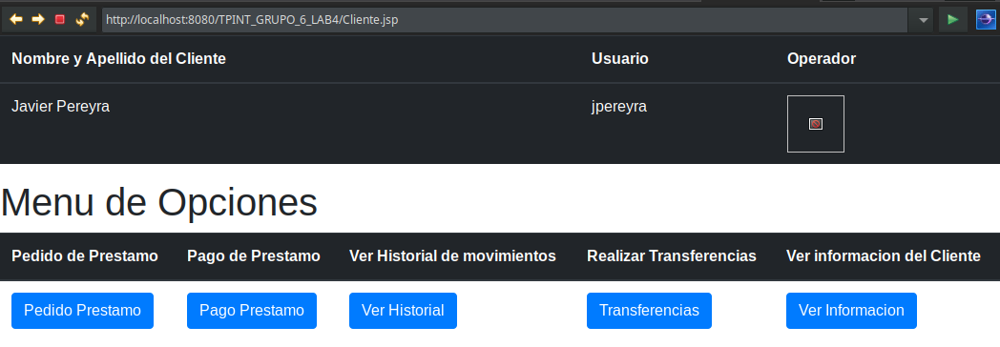 http://localhost:8080/TPINT_GRUPO_6_LAB4/Cliente.jsp
Nombre y Apellido del Cliente Usuario Operador
Javier Pereyra jpereyra
Menu de Opciones
Pedido de Prestamo Pago de Prestamo Ver Historial de movimientos Realizar Transferencias Ver informacion del Cliente
Pedido Prestamo Pago Prestamo Ver Historial Transferencias Ver Informacion